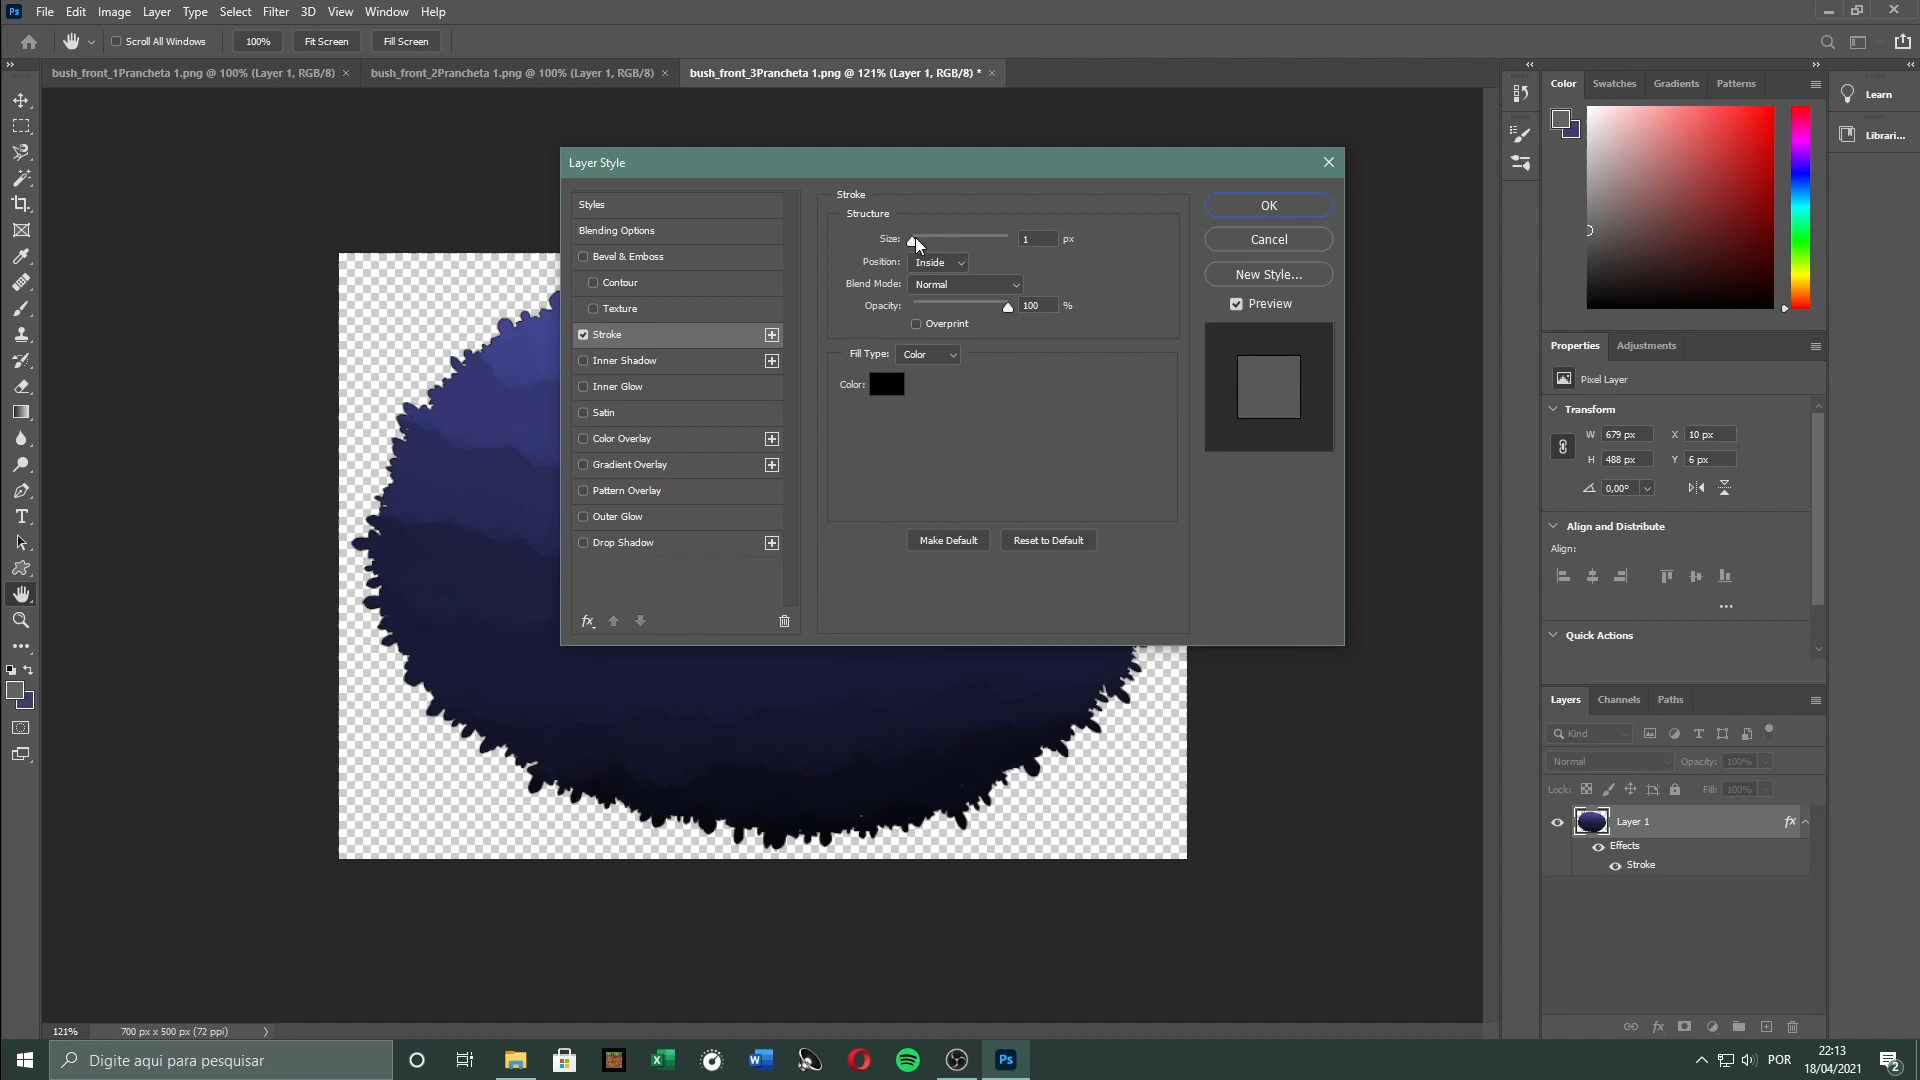 Ps File Edit Image Layer Type Select Filter 3D View Window Help
Scroll All Windows 100% Fit Screen Fill Screen
bush_front_1Prancheta 1.png @ 100% (Layer 1, RGB/8) × bush_front_2Prancheta 1.png @ 100% (Layer 1, RGB/8) × bush_front_3Prancheta 1.png @ 121% (Layer 1, RGB/8) * ×
Layer Style
Styles
Blending Options
Bevel & Emboss
Contour
Texture
Stroke
Inner Shadow
Inner Glow
Satin
Color Overlay
Gradient Overlay
Pattern Overlay
Outer Glow
Drop Shadow
fx
Stroke
Structure
Size: 1 px
Position: Inside
Blend Mode: Normal
Opacity: 100 %
Overprint
Fill Type: Color
Color:
Make Default Reset to Default
OK
Cancel
New Style...
Preview
Color Swatches Gradients Patterns
Learn
Librari...
Properties Adjustments
Pixel Layer
Transform
W 679 px X 10 px
H 488 px Y 6 px
0,00°
Align and Distribute
Align:
Quick Actions
Layers Channels Paths
Kind
Normal Opacity: 100%
Lock: Fill: 100%
Layer 1 fx
Effects
Stroke
fx
121% 700 px x 500 px (72 ppi)
Digite aqui para pesquisar
Ps
POR
22:13
18/04/2021
2